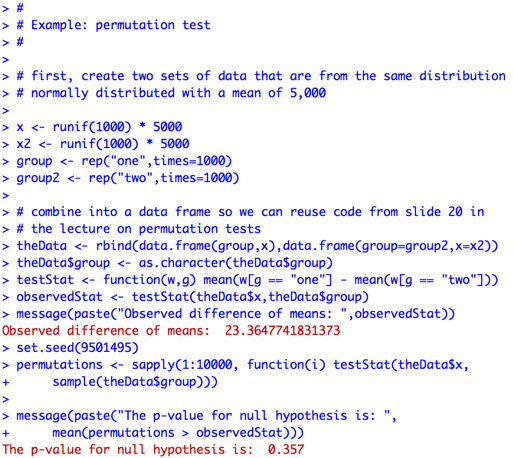 > #
> # Example: permutation test
> #
>
> # first, create two sets of data that are from the same distribution
> # normally distributed with a mean of 5,000
>
> x <- runif(1000) * 5000
> x2 <- runif(1000) * 5000
> group <- rep("one",times=1000)
> group2 <- rep("two",times=1000)
>
> # combine into a data frame so we can reuse code from slide 20 in
> # the lecture on permutation tests
> theData <- rbind(data.frame(group,x),data.frame(group=group2,x=x2))
> theData$group <- as.character(theData$group)
> testStat <- function(w,g) mean(w[g == "one"] - mean(w[g == "two"]))
> observedStat <- testStat(theData$x,theData$group)
> message(paste("Observed difference of means: ",observedStat))
Observed difference of means:  23.3647741831373
> set.seed(9501495)
> permutations <- sapply(1:10000, function(i) testStat(theData$x,
+     sample(theData$group)))
>
> message(paste("The p-value for null hypothesis is: ",
+     mean(permutations > observedStat)))
The p-value for null hypothesis is:  0.357